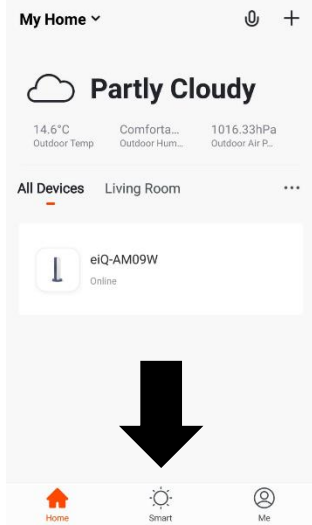 My Home
Partly Cloudy
14.6°C Comforta... 1016.33hPa
Outdoor Temp Outdoor Hum... Outdoor Air P...
All Devices Living Room
eiQ-AM09W
Online
Home Smart Me